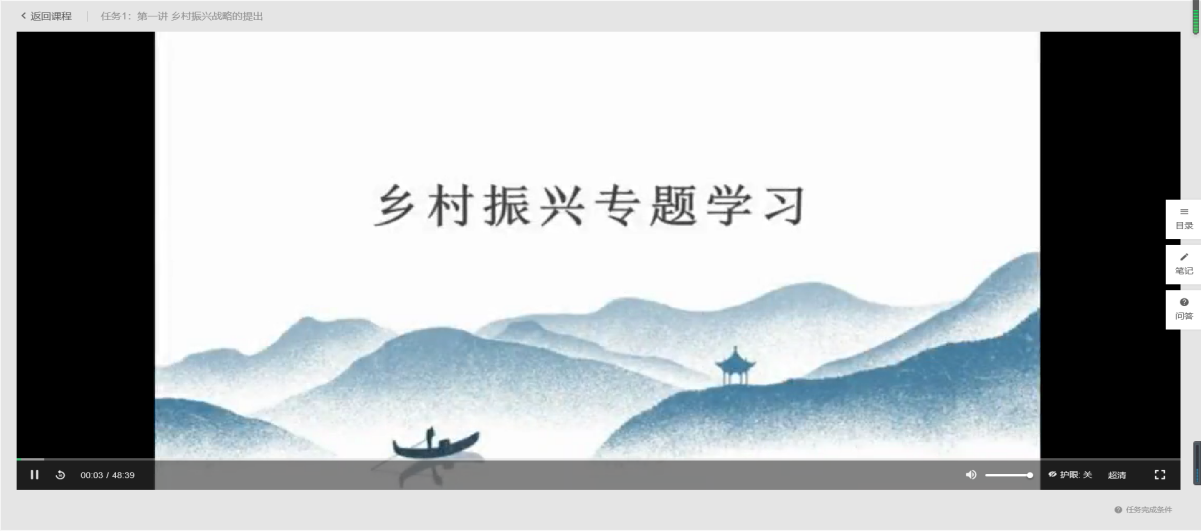 返回课程
任务1: 第一讲 乡村振兴战略的提出
乡村振兴专题学习
目录
笔记
问答
00:03 / 48:39
护眼: 关
超清
任务完成条件